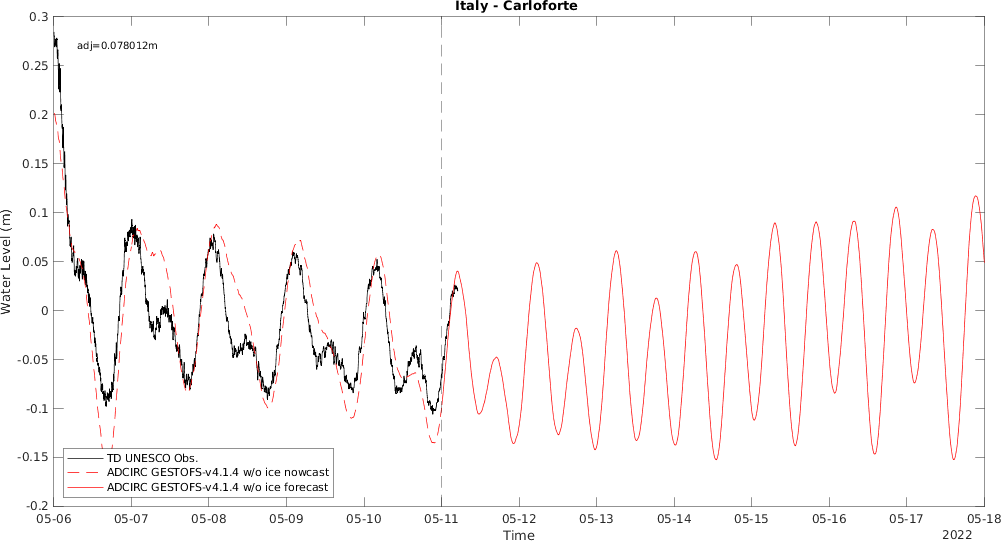 Italy - Carloforte
adj=0.078012m
0.3
0.25
0.2
0.15
0.1
0.05
0
-0.05
-0.1
-0.15
-0.2
Water Level (m)
TD UNESCO Obs.
ADCIRC GESTOFS-v4.1.4 w/o ice nowcast
ADCIRC GESTOFS-v4.1.4 w/o ice forecast
05-06 05-07 05-08 05-09 05-10 05-11 05-12 05-13 05-14 05-15 05-16 05-17 05-18
Time
2022